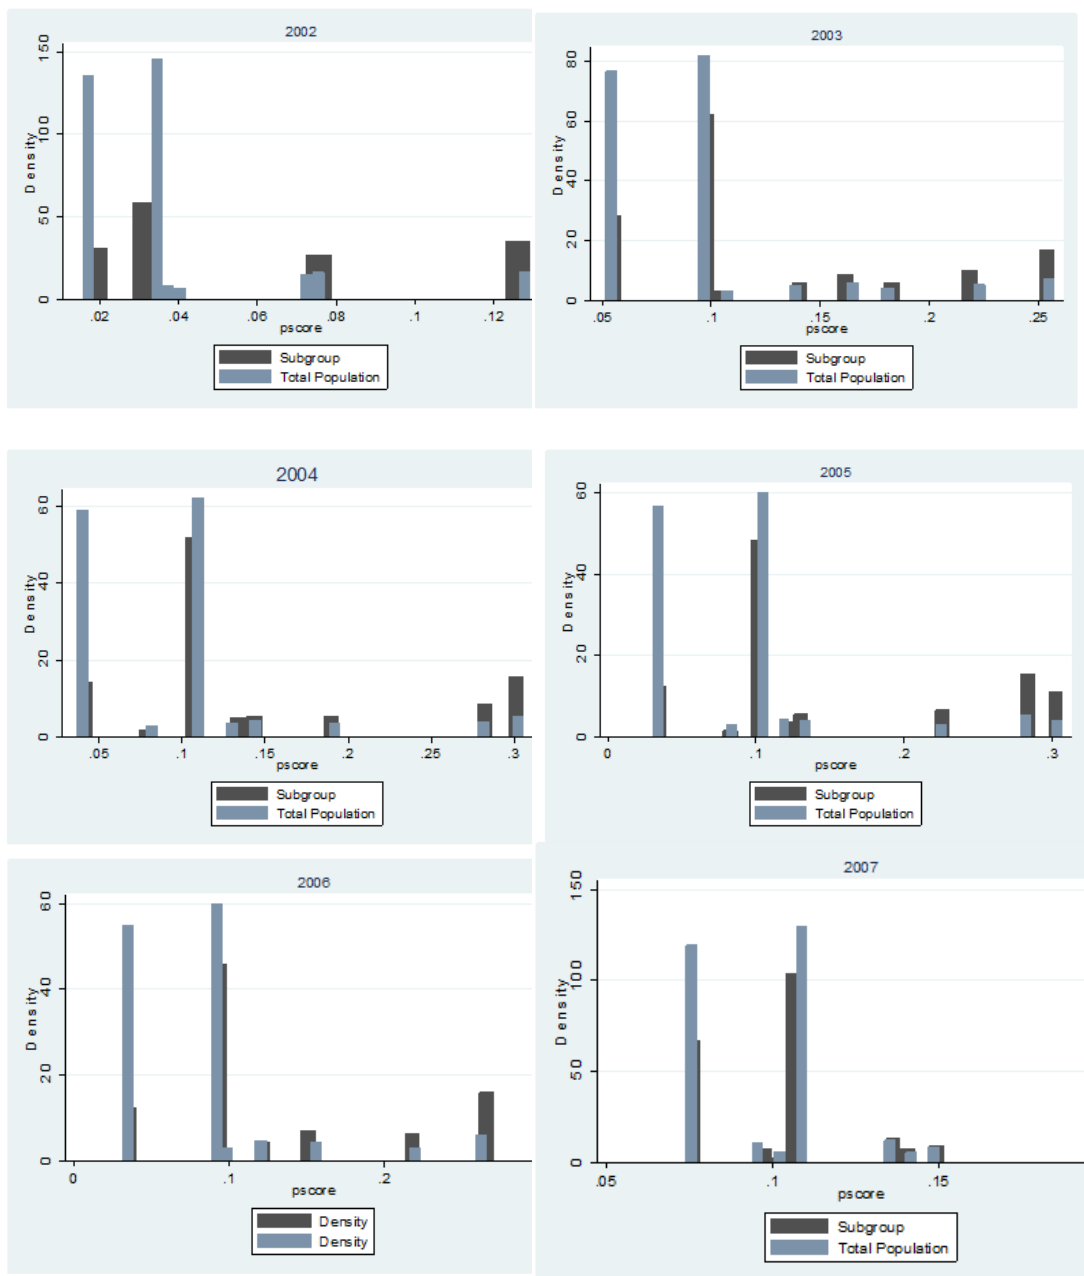 2002
Density
150
100
50
0
.02 .04 .06 .08 .1 .12
pscore
Subgroup
Total Population
2003
Density
80
60
40
20
0
.05 .1 .15 .2 .25
pscore
Subgroup
Total Population
2004
Density
60
40
20
0
.05 .1 .15 .2 .25 .3
pscore
Subgroup
Total Population
2005
Density
60
40
20
0
0 .1 .2 .3
pscore
Subgroup
Total Population
2006
Density
60
40
20
0
0 .1 .2
pscore
Density
Density
2007
Density
150
100
50
0
.05 .1 .15
pscore
Subgroup
Total Population